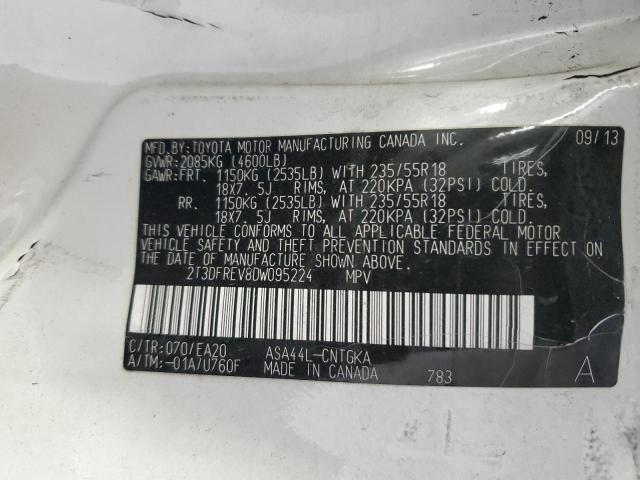 MFD.BY:TOYOTA MOTOR MANUFACTURING CANADA INC. 09/13
GVWR:2085KG (4600LB)
GAWR:FRT. 1150KG (2535LB) WITH 235/55R18 TIRES,
18X7. 5J RIMS, AT 220KPA (32PSI) COLD.
RR. 1150KG (2535LB) WITH 235/55R18 TIRES,
18X7. 5J RIMS, AT 220KPA (32PSI) COLD.
THIS VEHICLE CONFORMS TO ALL APPLICABLE FEDERAL MOTOR
VEHICLE SAFETY AND THEFT PREVENTION STANDARDS IN EFFECT ON
THE DATE OF MANUFACTURE SHOWN ABOVE.
2T3DFREV8DW095224 MPV
C/TR:070/EA20 ASA44L-CNTGKA
A/TM:-01A/U760F MADE IN CANADA 783 A